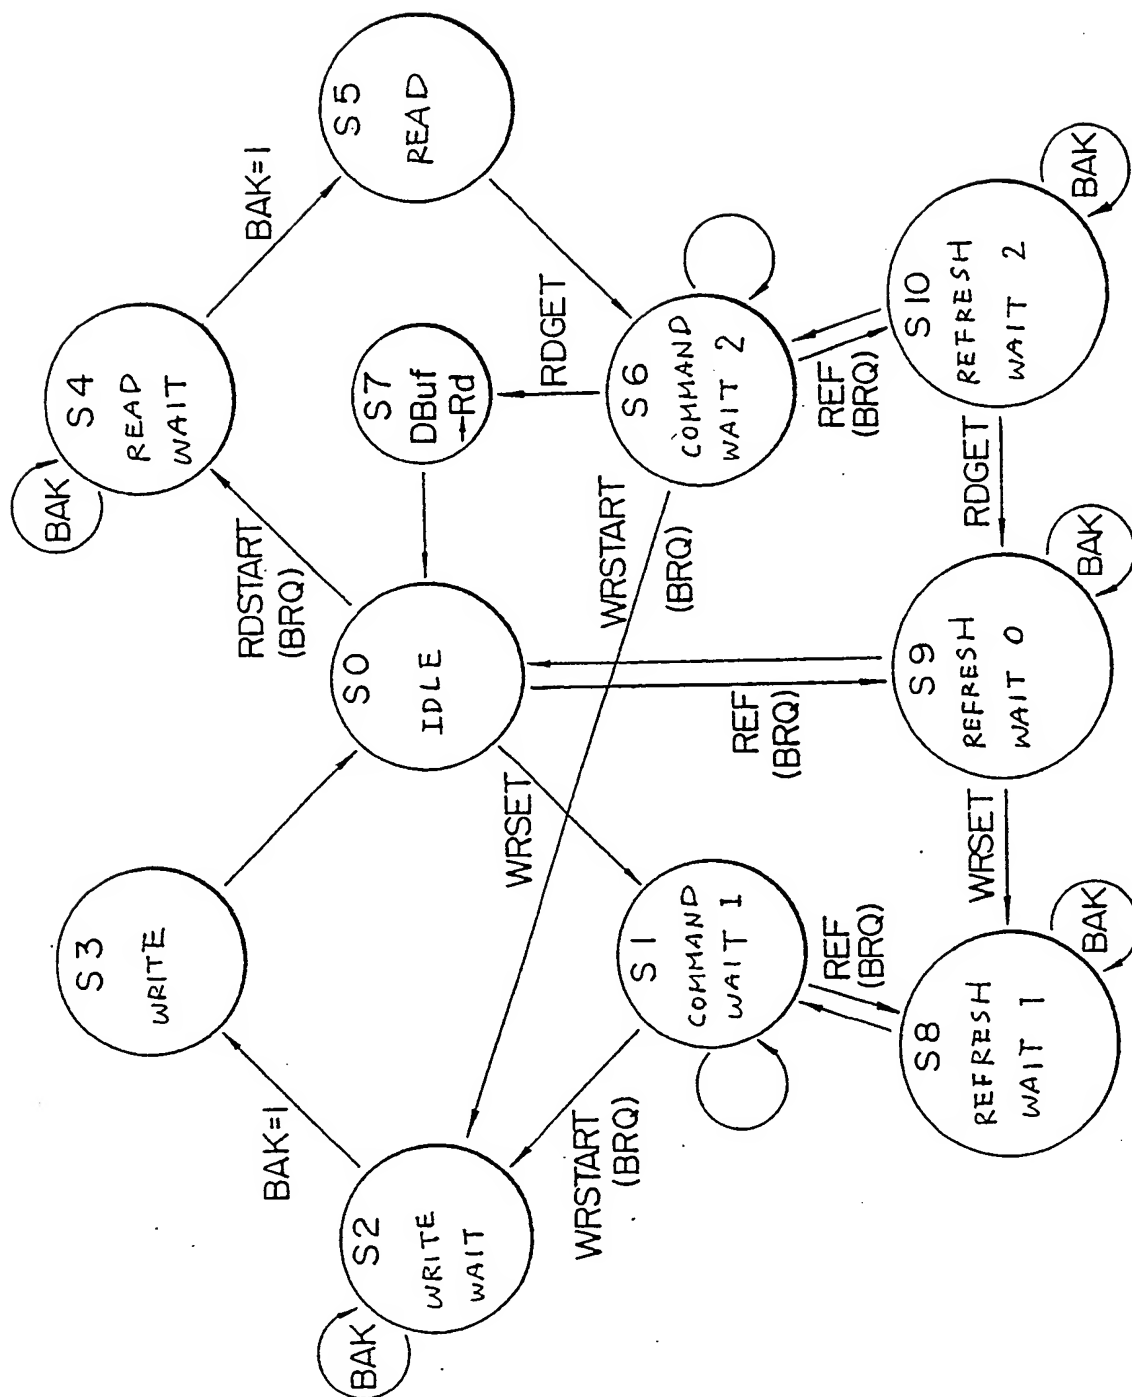 BAK
S2
WRITE
WAIT
BAK=1
S3
WRITE
BAK
S4
READ
WAIT
BAK=1
S5
READ
RDSTART
(BRQ)
S0
IDLE
S7
DBuf
→Rd
RDGET
WRSET
WRSTART
(BRQ)
WRSTART
(BRQ)
S1
COMMAND
WAIT 1
S6
COMMAND
WAIT 2
REF
(BRQ)
REF
(BRQ)
REF
(BRQ)
S8
REFRESH
WAIT 1
BAK
WRSET
S9
REFRESH
WAIT 0
BAK
RDGET
S10
REFRESH
WAIT 2
BAK